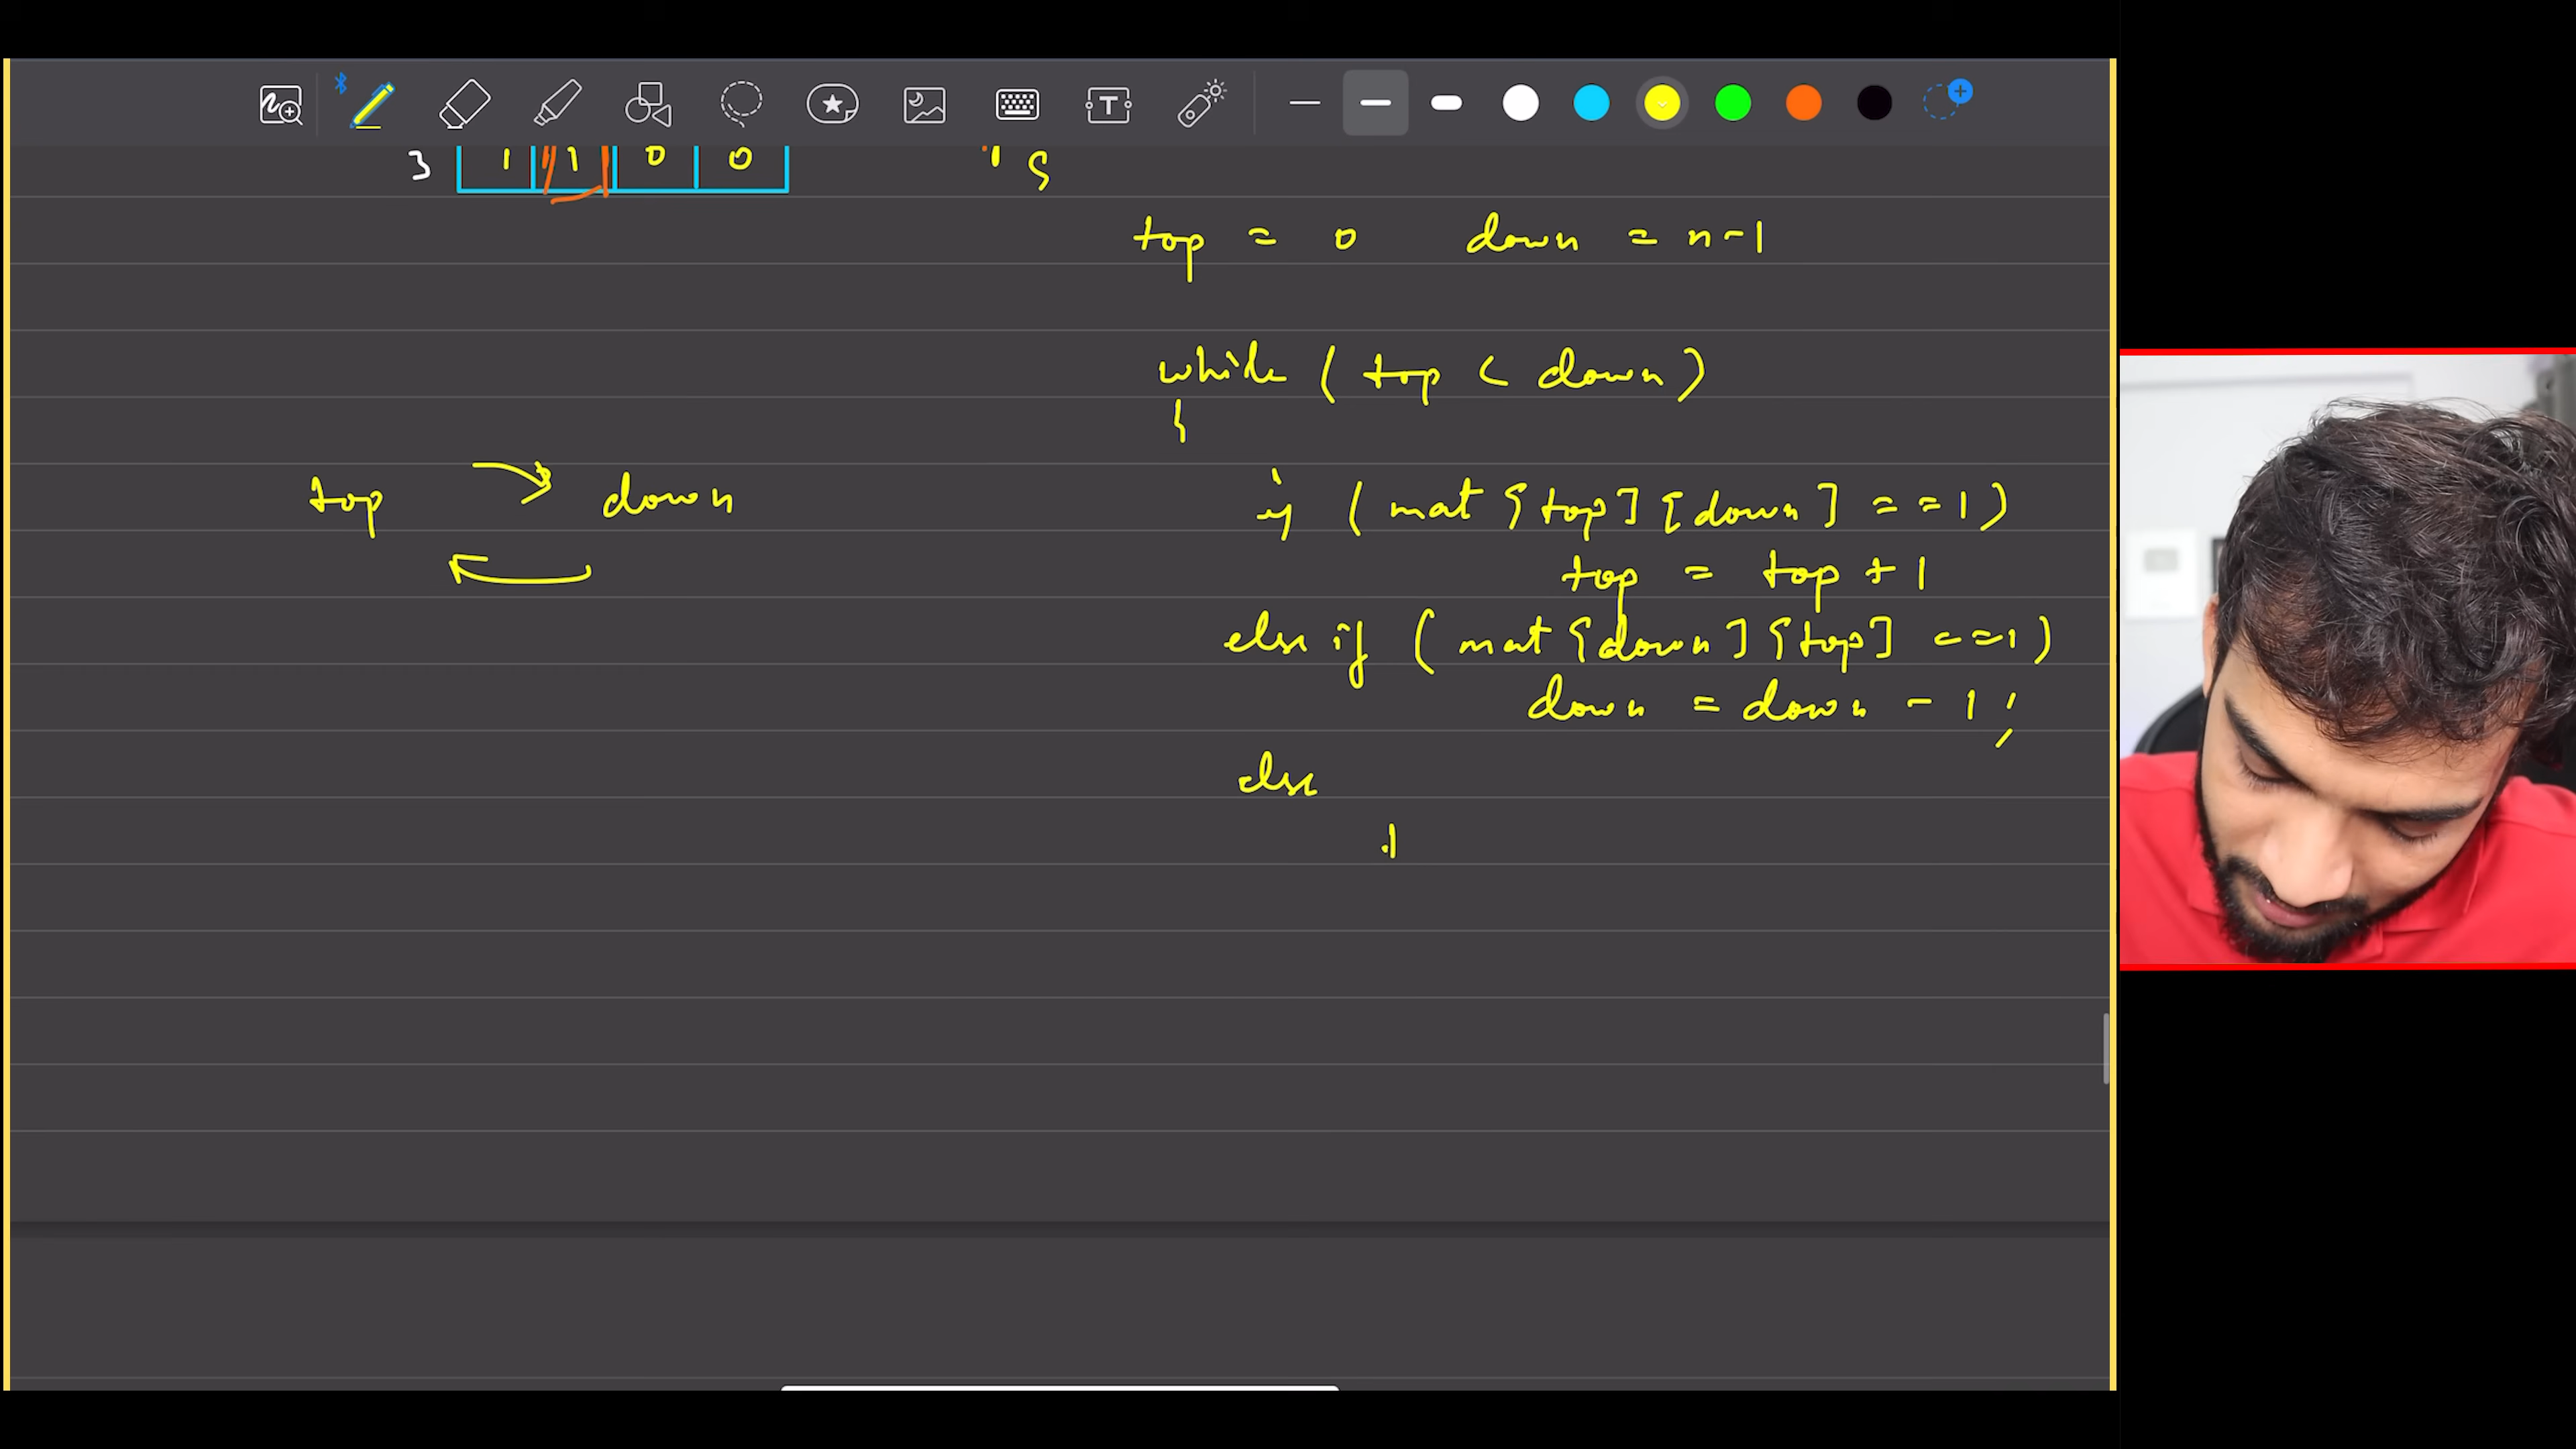 3 1 1 0 0
top = 0 down = n-1
while ( top < down )
{
top down
if ( mat [top] [down] == 1 )
top = top + 1
else if ( mat [down] [top] == 1 )
down = down - 1 ;
else